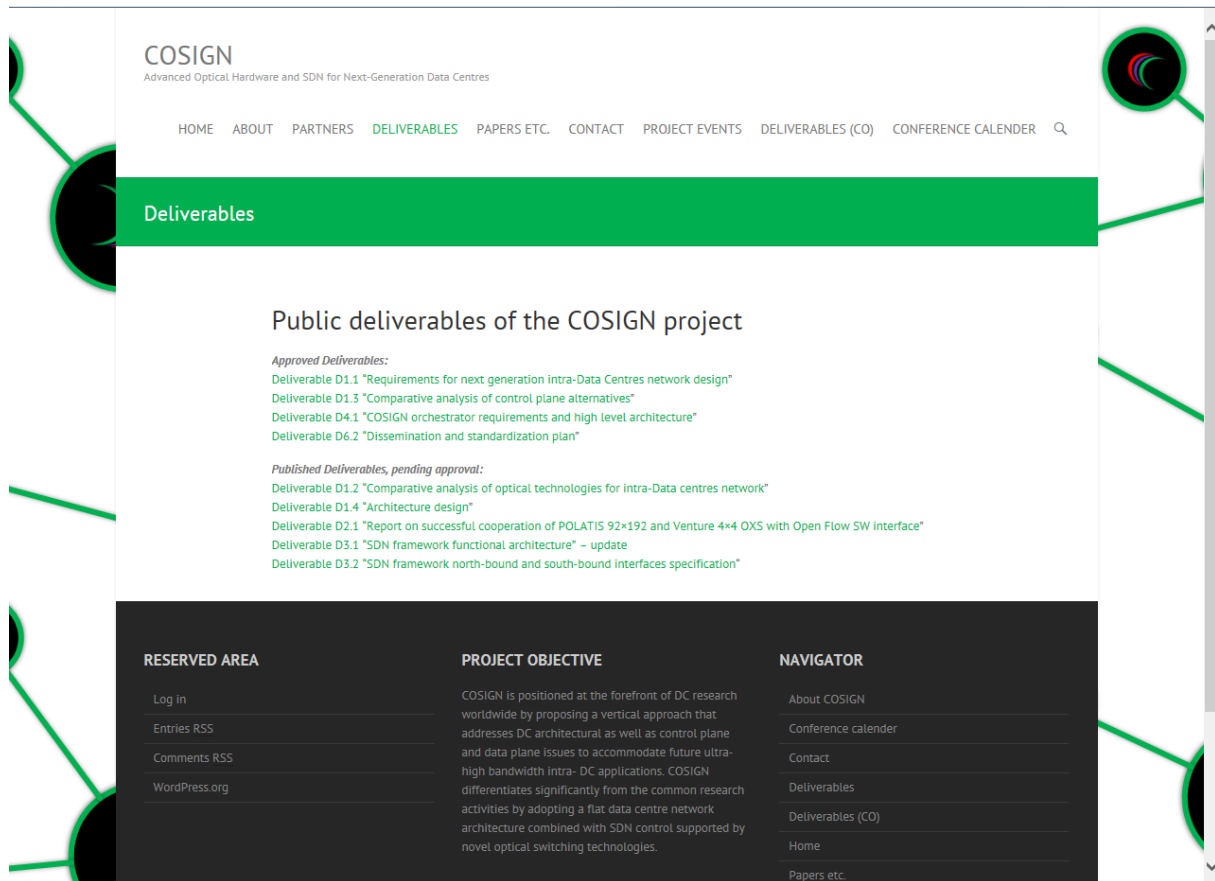 COSIGN
Advanced Optical Hardware and SDN for Next-Generation Data Centres
HOME ABOUT PARTNERS DELIVERABLES PAPERS ETC. CONTACT PROJECT EVENTS DELIVERABLES (CO) CONFERENCE CALENDER
Deliverables
Public deliverables of the COSIGN project
Approved Deliverables:
Deliverable D1.1 “Requirements for next generation intra-Data Centres network design”
Deliverable D1.3 “Comparative analysis of control plane alternatives”
Deliverable D4.1 “COSIGN orchestrator requirements and high level architecture”
Deliverable D6.2 “Dissemination and standardization plan”
Published Deliverables, pending approval:
Deliverable D1.2 “Comparative analysis of optical technologies for intra-Data centres network”
Deliverable D1.4 “Architecture design”
Deliverable D2.1 “Report on successful cooperation of POLATIS 92×192 and Venture 4×4 OXS with Open Flow SW interface”
Deliverable D3.1 “SDN framework functional architecture” – update
Deliverable D3.2 “SDN framework north-bound and south-bound interfaces specification”
RESERVED AREA
Log in
Entries RSS
Comments RSS
WordPress.org
PROJECT OBJECTIVE
COSIGN is positioned at the forefront of DC research
worldwide by proposing a vertical approach that
addresses DC architectural as well as control plane
and data plane issues to accommodate future ultra-
high bandwidth intra- DC applications. COSIGN
differentiates significantly from the common research
activities by adopting a flat data centre network
architecture combined with SDN control supported by
novel optical switching technologies.
NAVIGATOR
About COSIGN
Conference calender
Contact
Deliverables
Deliverables (CO)
Home
Papers etc.